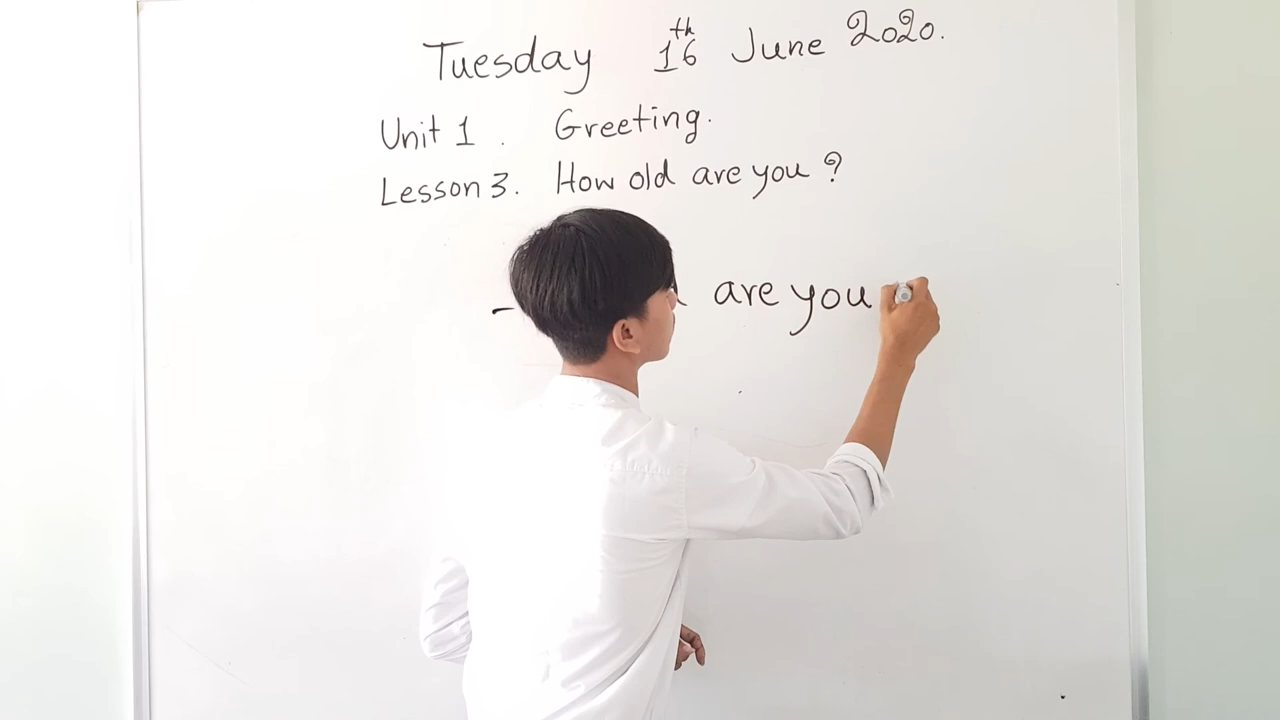 Tuesday 16th June 2020.
Unit 1. Greeting.
Lesson 3. How old are you?
- are you